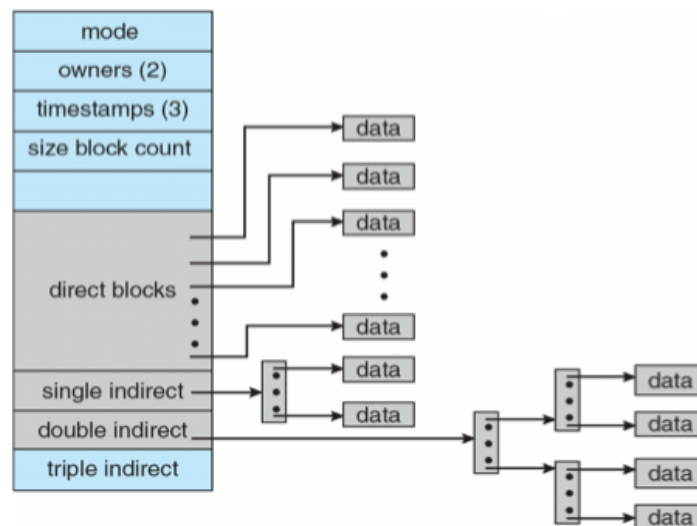 mode
owners (2)
timestamps (3)
size block count
direct blocks
single indirect
double indirect
triple indirect
data
data
data
data
data
data
data
data
data
data